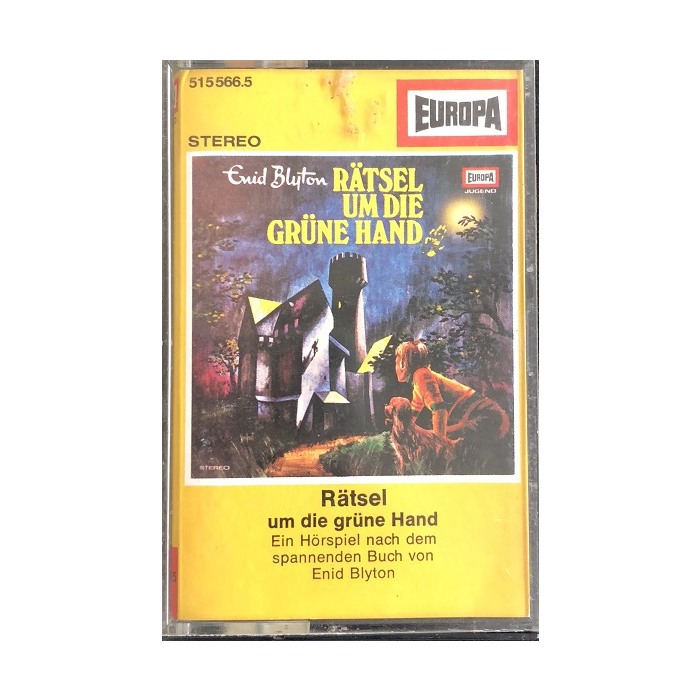 515 566.5
EUROPA
STEREO
Enid Blyton RÄTSEL
UM DIE
GRÜNE HAND
EUROPA
JUGEND
STEREO
Rätsel
um die grüne Hand
Ein Hörspiel nach dem
spannenden Buch von
Enid Blyton